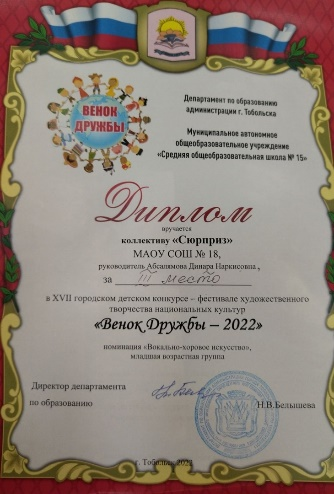 ВЕНОК
ДРУЖБЫ
Департамент по образованию
администрации г. Тобольска
Муниципальное автономное
общеобразовательное учреждение
«Средняя общеобразовательная школа № 15»
Диплом
вручается
коллективу «Сюрприз»
МАОУ СОШ № 18,
руководитель Абсалямова Динара Наркисовна,
за III место
в XVII городском детском конкурсе – фестивале художественного
творчества национальных культур
«Венок Дружбы – 2022»
номинация «Вокально-хоровое искусство»,
младшая возрастная группа
Директор департамента
по образованию Н.В.Белышева
г. Тобольск 2022